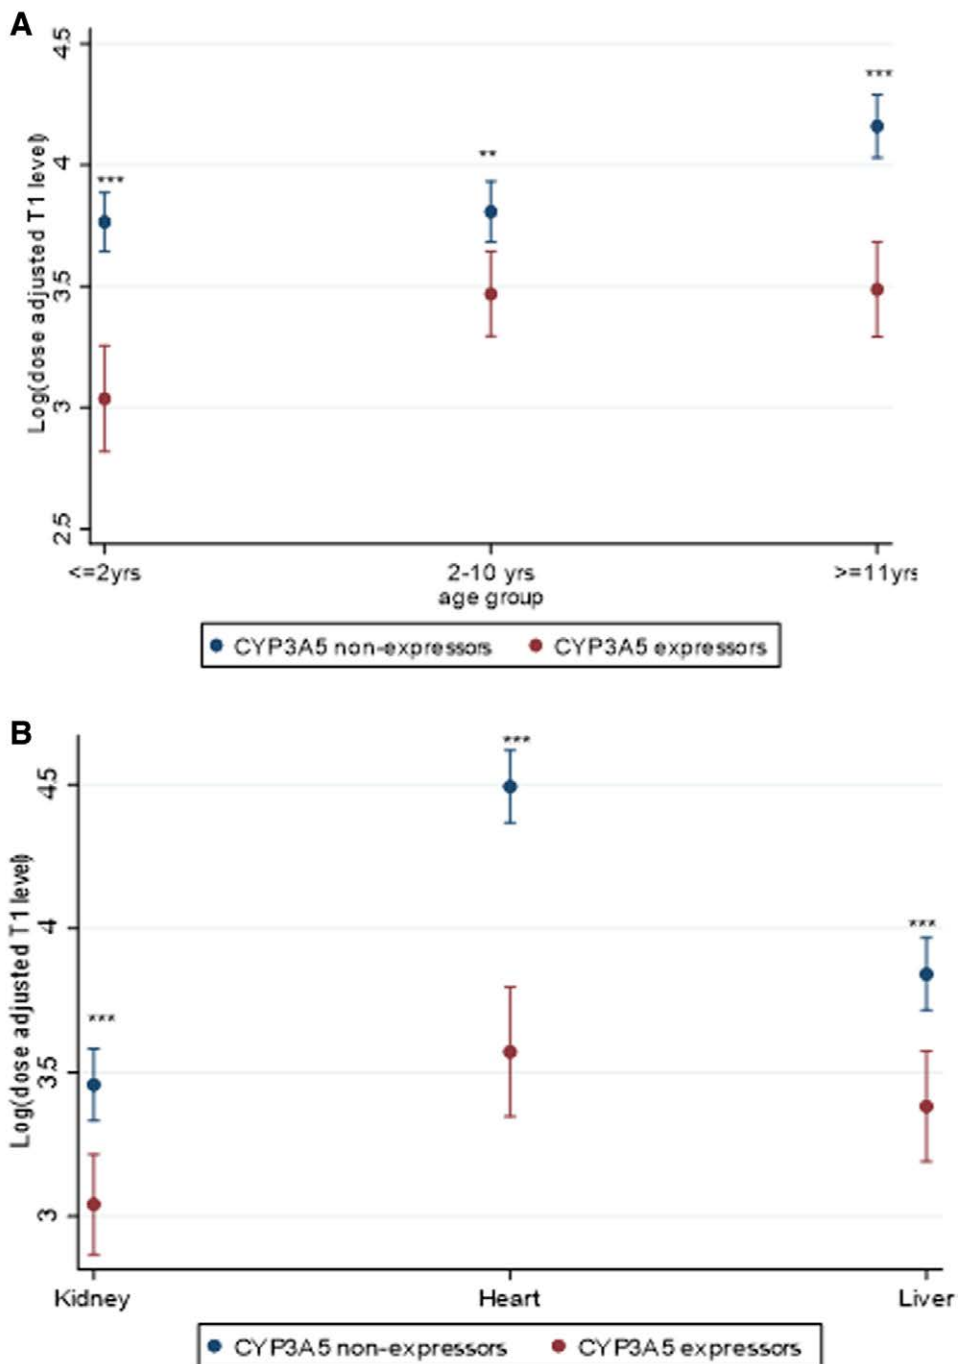 A
Log(dose adjusted T1 level)
4.5
4
3.5
3
2.5
***
**
***
<=2yrs 2-10 yrs >=11yrs
age group
CYP3A5 non-expressors CYP3A5 expressors
B
Log(dose adjusted T1 level)
4.5
4
3.5
3
***
***
***
Kidney Heart Liver
CYP3A5 non-expressors CYP3A5 expressors